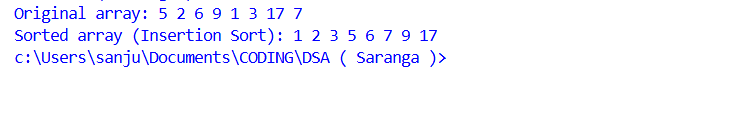 Original array: 5 2 6 9 1 3 17 7
Sorted array (Insertion Sort): 1 2 3 5 6 7 9 17
c:\Users\sanju\Documents\CODING\DSA ( Saranga )>